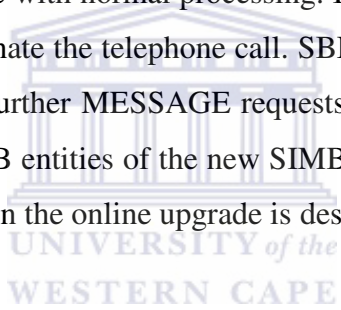 with normal processing.
nate the telephone call. SBI
urther MESSAGE requests
B entities of the new SIMB
n the online upgrade is des
UNIVERSITY of the
WESTERN CAPE